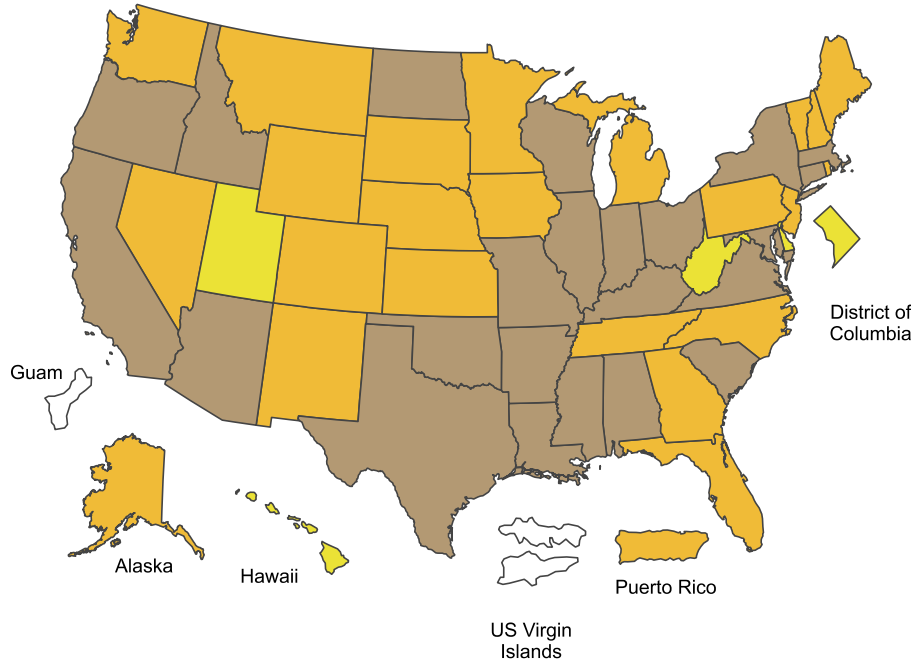 District of
Columbia
Guam
Alaska
Hawaii
Puerto Rico
US Virgin
Islands